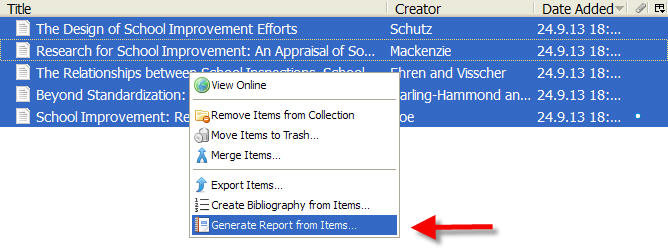 Title Creator Date Added
The Design of School Improvement Efforts Schutz 24.9.13 18:...
Research for School Improvement: An Appraisal of So... Mackenzie 24.9.13 18:...
The Relationships between School Inspections, School Ehren and Visscher 24.9.13 18:...
Beyond Standardization: arling-Hammond an... 24.9.13 18:...
School Improvement: Re oe 24.9.13 18:...
View Online
Remove Items from Collection
Move Items to Trash...
Merge Items...
Export Items...
Create Bibliography from Items...
Generate Report from Items...